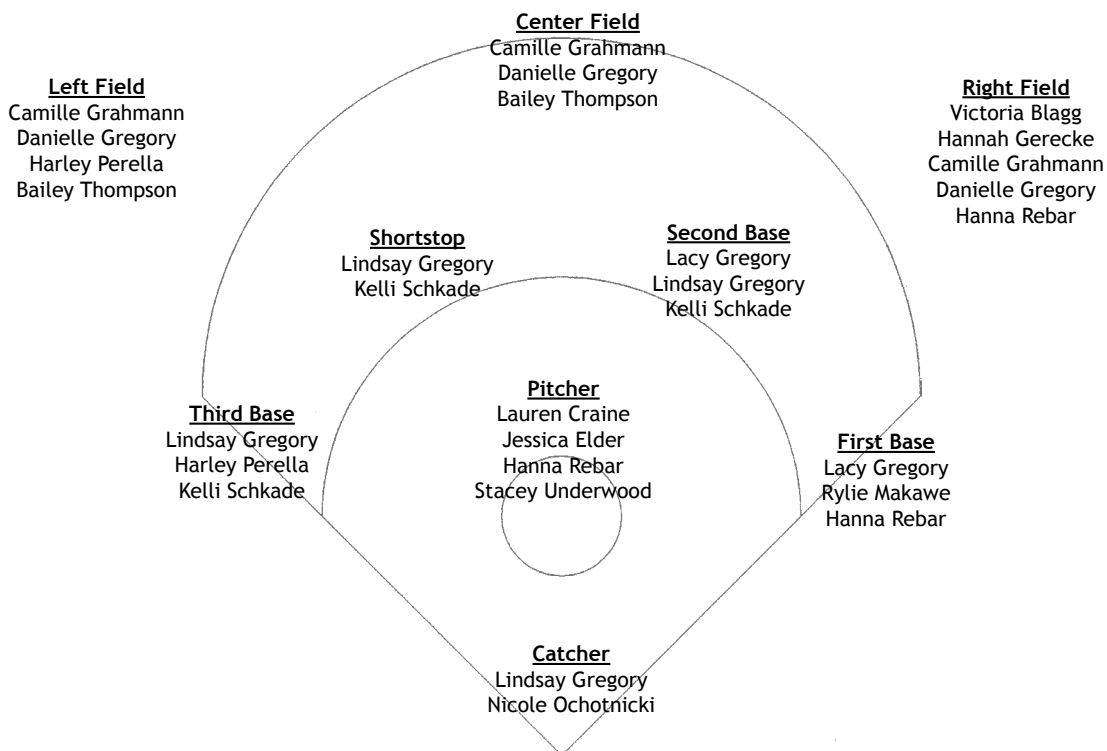 Center Field
Camille Grahmann
Danielle Gregory
Bailey Thompson
Left Field
Camille Grahmann
Danielle Gregory
Harley Perella
Bailey Thompson
Right Field
Victoria Blagg
Hannah Gerecke
Camille Grahmann
Danielle Gregory
Hanna Rebar
Shortstop
Lindsay Gregory
Kelli Schkade
Second Base
Lacy Gregory
Lindsay Gregory
Kelli Schkade
Third Base
Lindsay Gregory
Harley Perella
Kelli Schkade
Pitcher
Lauren Craine
Jessica Elder
Hanna Rebar
Stacey Underwood
First Base
Lacy Gregory
Rylie Makawe
Hanna Rebar
Catcher
Lindsay Gregory
Nicole Ochotnicki